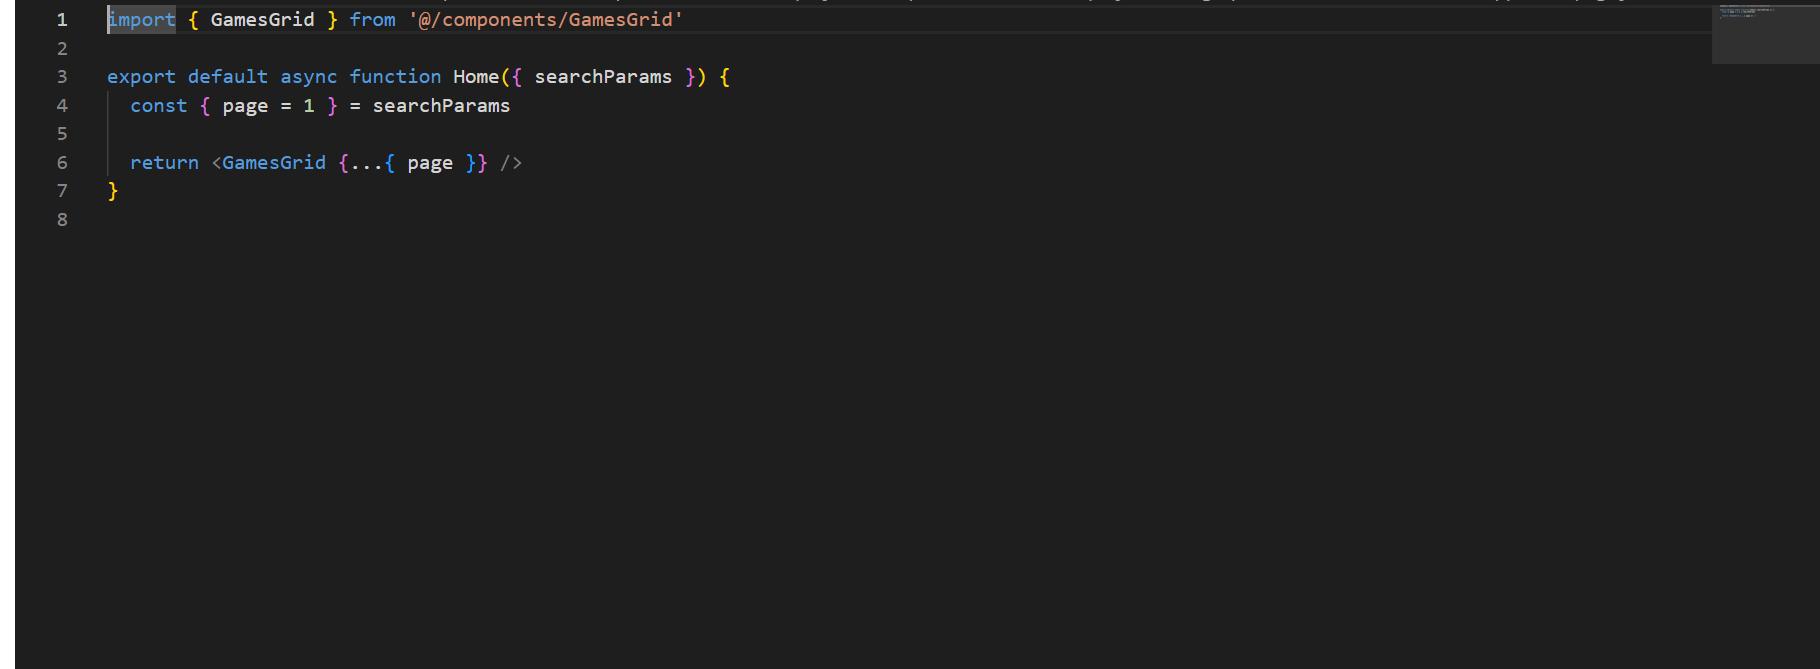 1 import { GamesGrid } from '@/components/GamesGrid'
2
3 export default async function Home({ searchParams }) {
4 const { page = 1 } = searchParams
5
6 return <GamesGrid {...{ page }} />
7 }
8